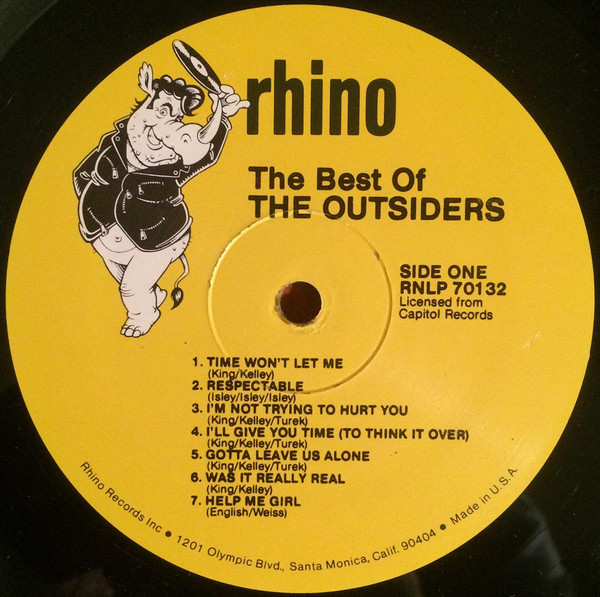 rhino
The Best Of
THE OUTSIDERS
SIDE ONE
RNLP 70132
Licensed from
Capitol Records
1. TIME WON'T LET ME
(King/Kelley)
2. RESPECTABLE
(Isley/Isley/Isley)
3. I'M NOT TRYING TO HURT YOU
(King/Kelley/Turek)
4. I'LL GIVE YOU TIME (TO THINK IT OVER)
(King/Kelley/Turek)
5. GOTTA LEAVE US ALONE
(King/Kelley/Turek)
6. WAS IT REALLY REAL
(King/Kelley)
7. HELP ME GIRL
(English/Weiss)
Rhino Records Inc • 1201 Olympic Blvd., Santa Monica, Calif. 90404 • Made in U.S.A.